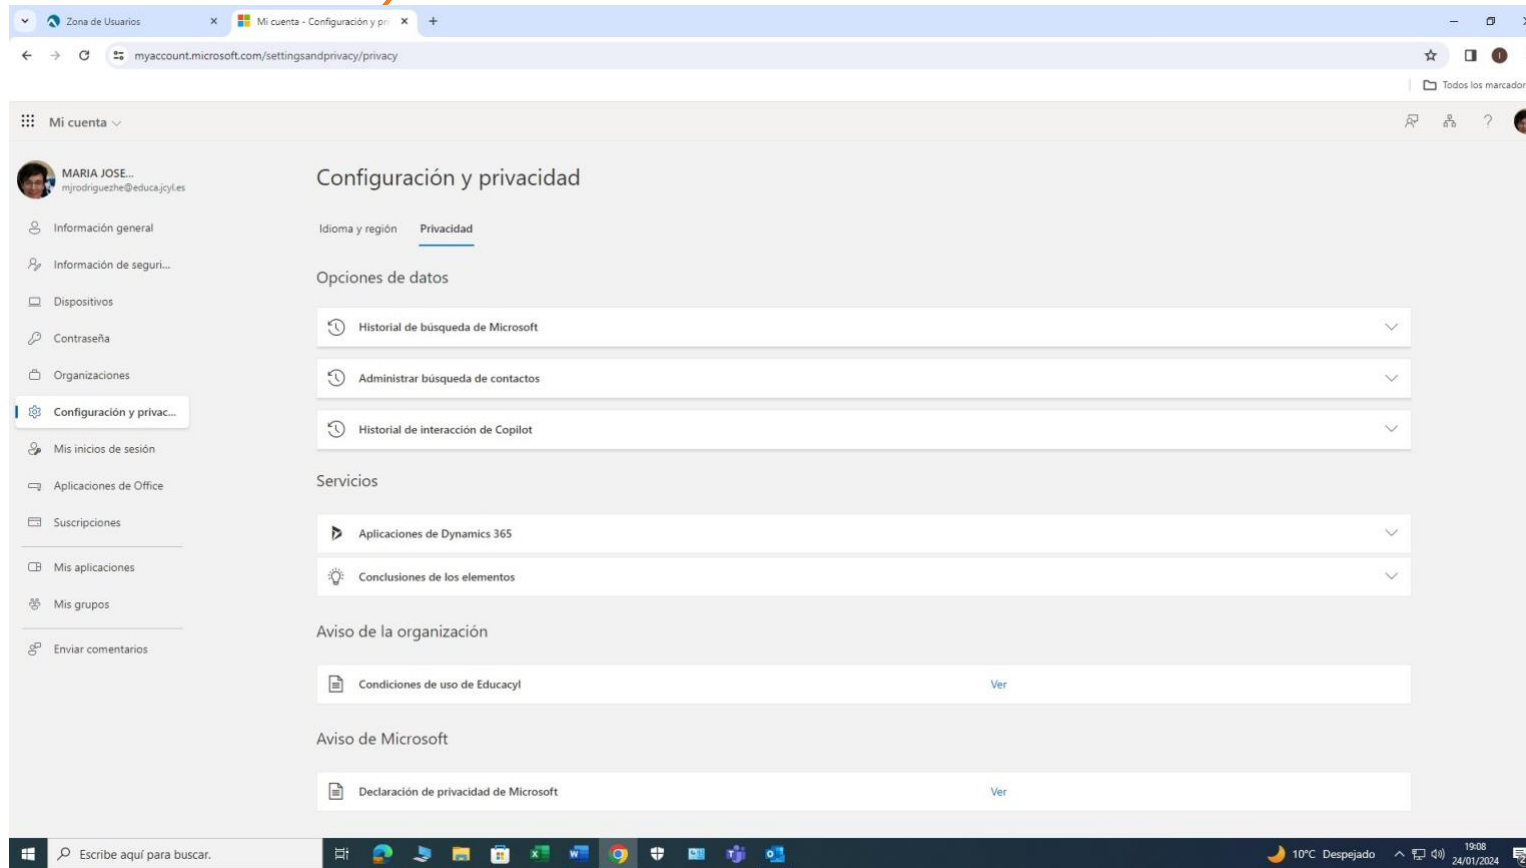 Zona de Usuarios
Mi cuenta - Configuración y pri
myaccount.microsoft.com/settingsandprivacy/privacy
Todos los marcador
Mi cuenta
MARIA JOSE...
mjrodriguezhe@educa.jcyl.es
Información general
Información de seguri...
Dispositivos
Contraseña
Organizaciones
Configuración y privac...
Mis inicios de sesión
Aplicaciones de Office
Suscripciones
Mis aplicaciones
Mis grupos
Enviar comentarios
Configuración y privacidad
Idioma y región Privacidad
Opciones de datos
Historial de búsqueda de Microsoft
Administrar búsqueda de contactos
Historial de interacción de Copilot
Servicios
Aplicaciones de Dynamics 365
Conclusiones de los elementos
Aviso de la organización
Condiciones de uso de Educacyl Ver
Aviso de Microsoft
Declaración de privacidad de Microsoft Ver
Escribe aquí para buscar.
10°C Despejado
19:08
24/01/2024